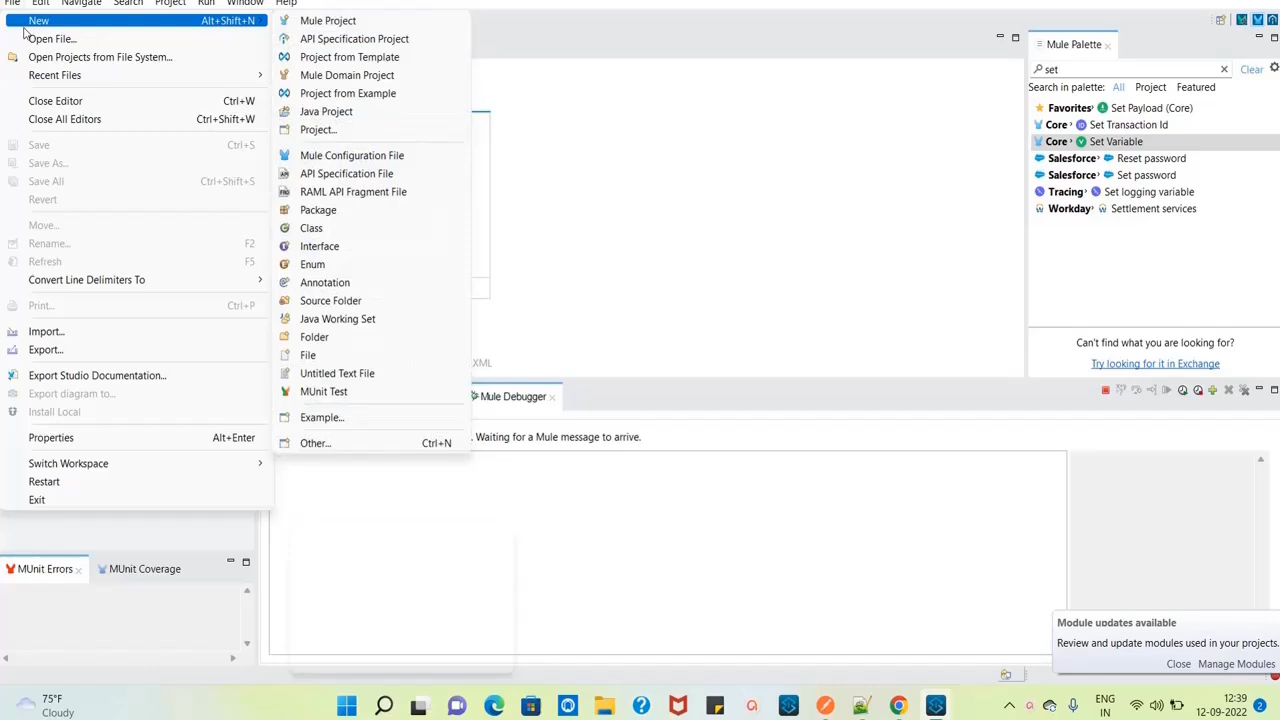 File Edit Navigate Search Project Run Window Help
New Alt+Shift+N
Open File...
Open Projects from File System...
Recent Files
Close Editor Ctrl+W
Close All Editors Ctrl+Shift+W
Save Ctrl+S
Save As...
Save All Ctrl+Shift+S
Revert
Move...
Rename... F2
Refresh F5
Convert Line Delimiters To
Print... Ctrl+P
Import...
Export...
Export Studio Documentation...
Export diagram to...
Install Local
Properties Alt+Enter
Switch Workspace
Restart
Exit
Mule Project
API Specification Project
Project from Template
Mule Domain Project
Project from Example
Java Project
Project...
Mule Configuration File
API Specification File
RAML API Fragment File
Package
Class
Interface
Enum
Annotation
Source Folder
Java Working Set
Folder
File
Untitled Text File
MUnit Test
Example...
Other... Ctrl+N
XML
Mule Debugger
. Waiting for a Mule message to arrive.
Mule Palette
set
Clear
Search in palette: All Project Featured
Favorites Set Payload (Core)
Core Set Transaction Id
Core Set Variable
Salesforce Reset password
Salesforce Set password
Tracing Set logging variable
Workday Settlement services
Can't find what you are looking for?
Try looking for it in Exchange
MUnit Errors MUnit Coverage
Module updates available
Review and update modules used in your projects.
Close Manage Modules
75°F
Cloudy
ENG
IN
12:39
12-09-2022
2